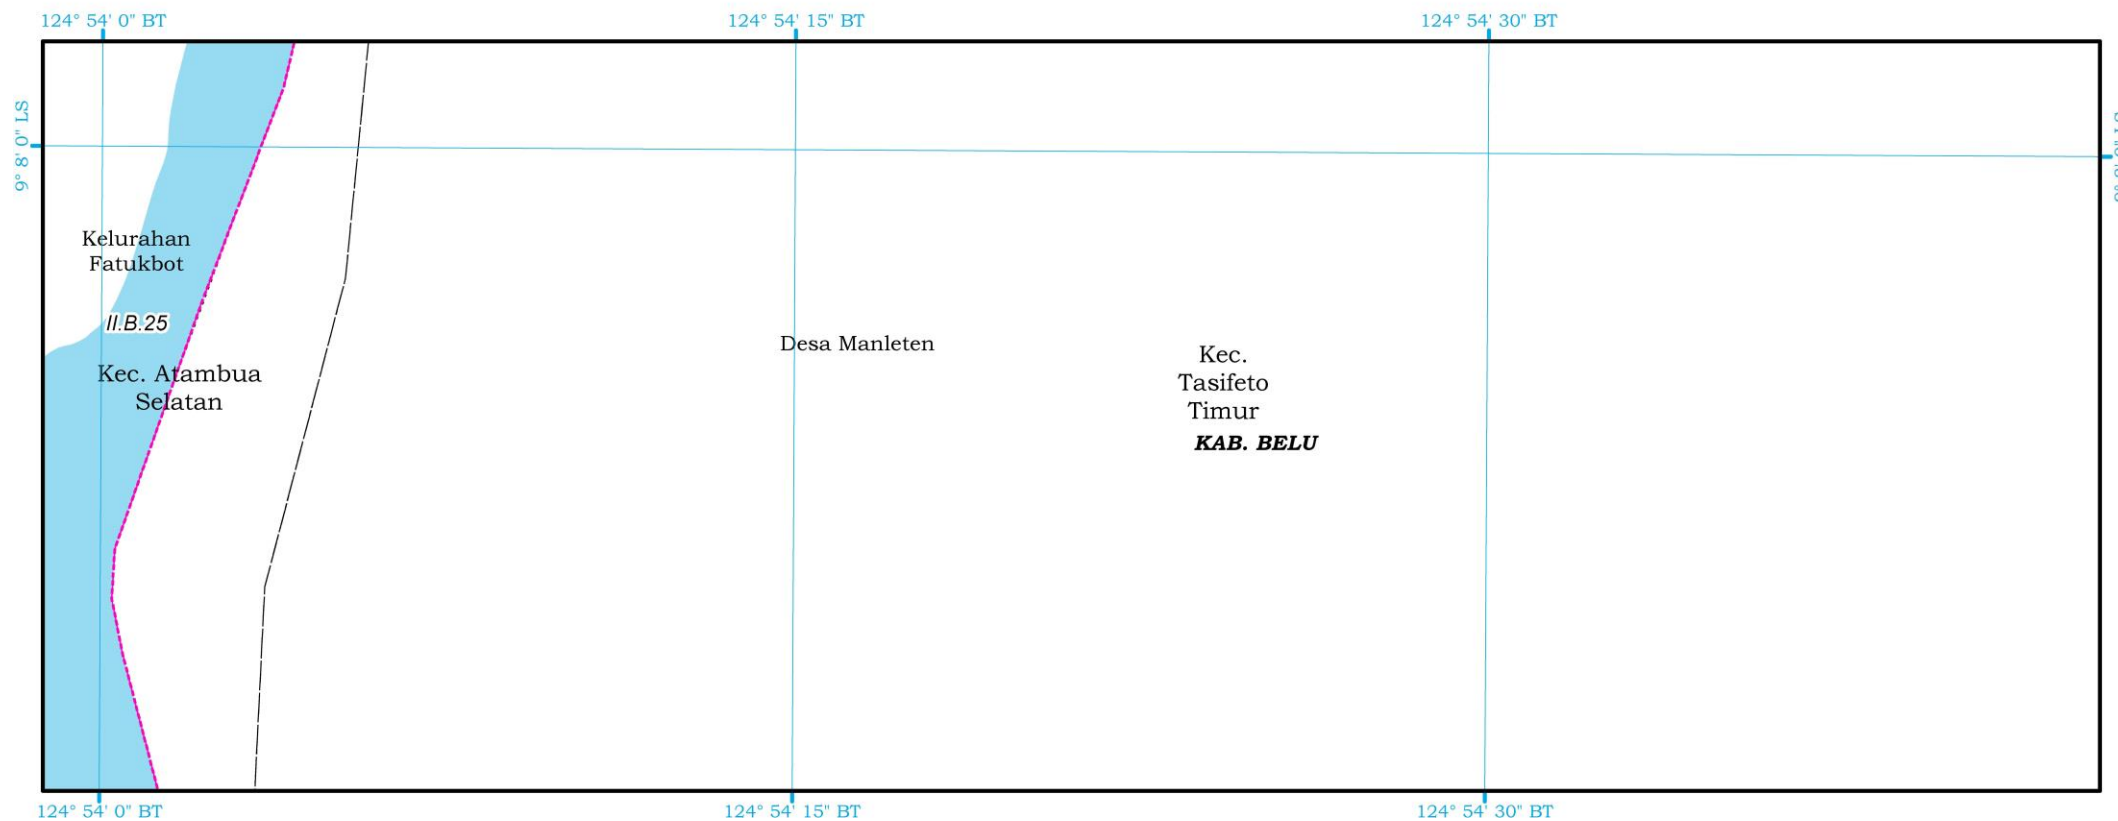 124° 54' 0" BT
124° 54' 15" BT
124° 54' 30" BT
9° 8' 0" LS
Kelurahan
Fatukbot
II.B.25
Kec. Atambua
Selatan
Desa Manleten
Kec.
Tasifeto
Timur
KAB. BELU
124° 54' 0" BT
124° 54' 15" BT
124° 54' 30" BT